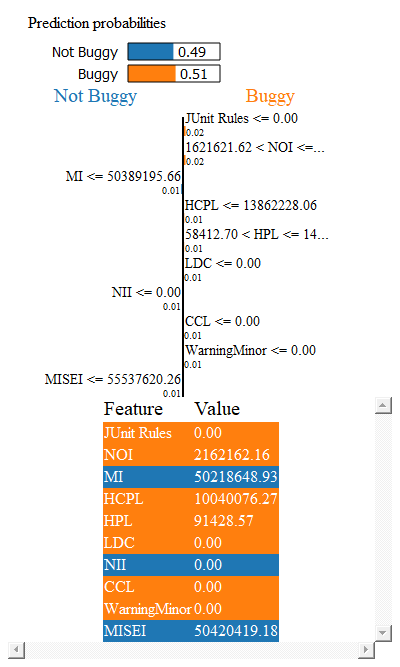 Prediction probabilities
Not Buggy 0.49
Buggy 0.51
Not Buggy Buggy
JUnit Rules <= 0.00
0.02
1621621.62 < NOI <=...
0.02
MI <= 50389195.66
0.01
HCPL <= 13862228.06
0.01
58412.70 < HPL <= 14...
0.01
LDC <= 0.00
0.01
NII <= 0.00
0.01
CCL <= 0.00
0.01
WarningMinor <= 0.00
0.01
MISEI <= 55537620.26
0.01
Feature Value
JUnit Rules 0.00
NOI 2162162.16
MI 50218648.93
HCPL 10040076.27
HPL 91428.57
LDC 0.00
NII 0.00
CCL 0.00
WarningMinor 0.00
MISEI 50420419.18